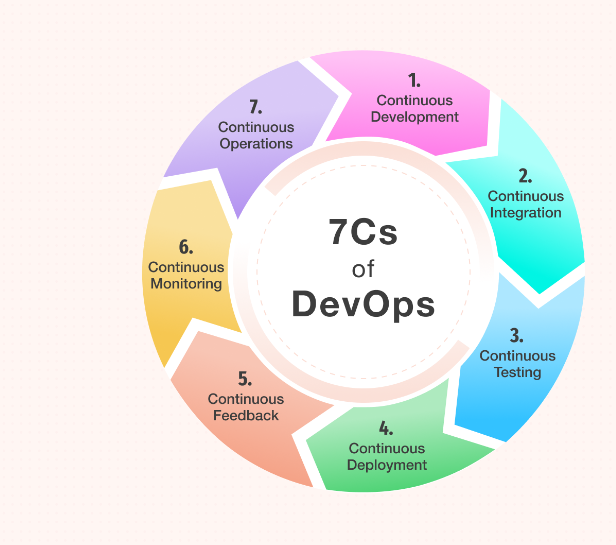 7Cs
of
DevOps
1.
Continuous
Development
2.
Continuous
Integration
3.
Continuous
Testing
4.
Continuous
Deployment
5.
Continuous
Feedback
6.
Continuous
Monitoring
7.
Continuous
Operations